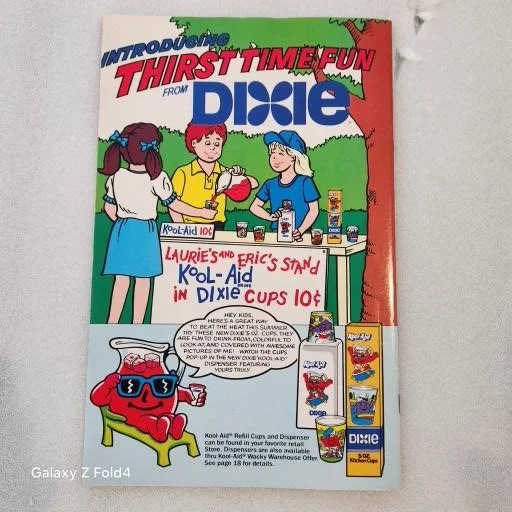 INTRODUCING
THIRST TIME FUN
FROM DIXIE
KOOL-Aid 10¢
LAURIE'S AND ERIC'S STAND
KOOL-Aid
IN DIXIE CUPS 10¢
HEY KIDS,
HERE'S A GREAT WAY
TO BEAT THE HEAT THIS SUMMER
TRY THESE NEW DIXIE 5 OZ. CUPS. THEY
ARE FUN TO DRINK FROM, COLORFUL TO
LOOK AT, AND COVERED WITH AWESOME
PICTURES OF ME! WATCH THE CUPS
POP-UP IN THE NEW DIXIE KOOL-AID
DISPENSER FEATURING
YOURS TRULY
Kool-Aid
Kool-Aid
DIXIE
DIXIE
5 OZ.
Kitchen Cups
Kool-Aid® Refill Cups and Dispenser
can be found in your favorite retail
Store. Dispensers are also available
thru Kool-Aid® Wacky Warehouse Offer.
See page 18 for details.
Galaxy Z Fold4